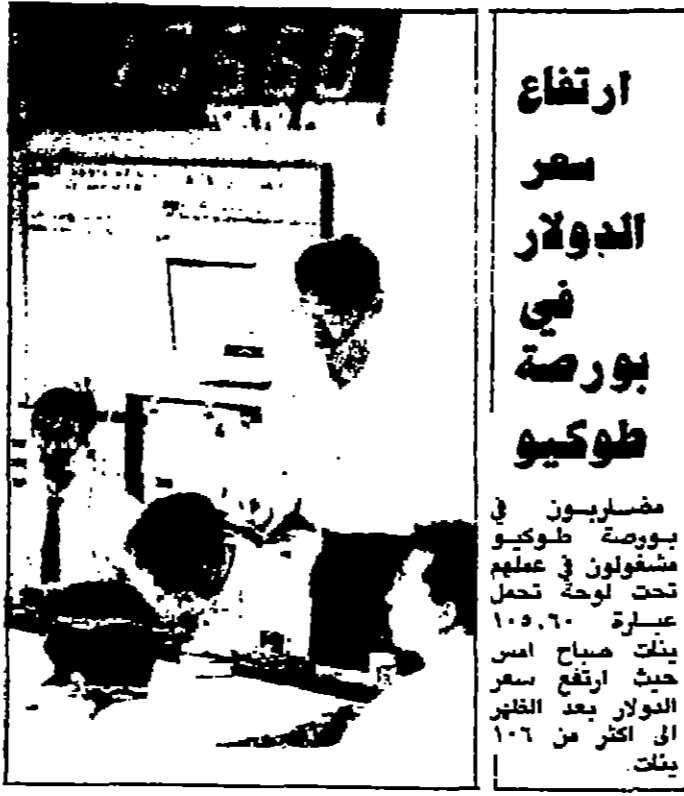 ارتفاع
سعر
الدولار
في
بورصة
طوكيو
مضاربون في
بورصة طوكيو
مشغولون في عملهم
تحت لوحة تحمل
عبارة ١٠٥,٦٠
ينات صباح امس
حيث ارتفع سعر
الدولار بعد الظهر
الى اكثر من ١٠٦
ينات.